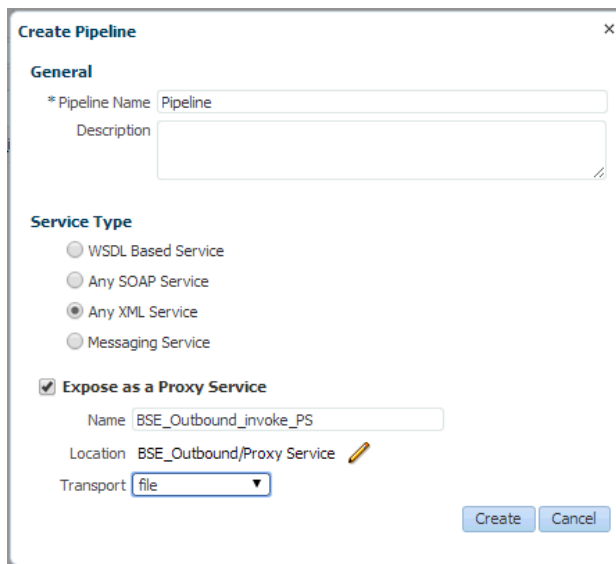 Create Pipeline
General
* Pipeline Name Pipeline
Description
Service Type
WSDL Based Service
Any SOAP Service
Any XML Service
Messaging Service
Expose as a Proxy Service
Name BSE_Outbound_invoke_PS
Location BSE_Outbound/Proxy Service
Transport file
Create Cancel